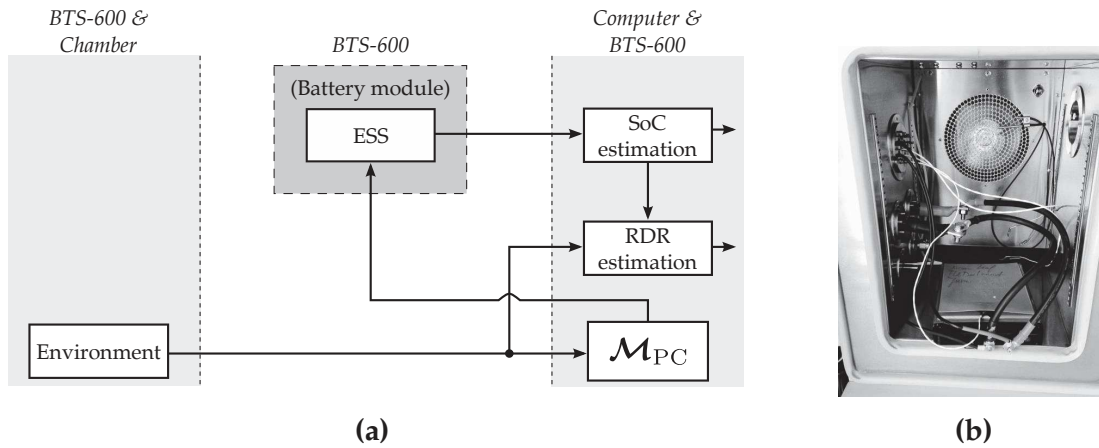 BTS-600 &
Chamber
BTS-600
Computer &
BTS-600
(Battery module)
ESS
SoC
estimation
RDR
estimation
Environment
ℳPC
(a)
(b)